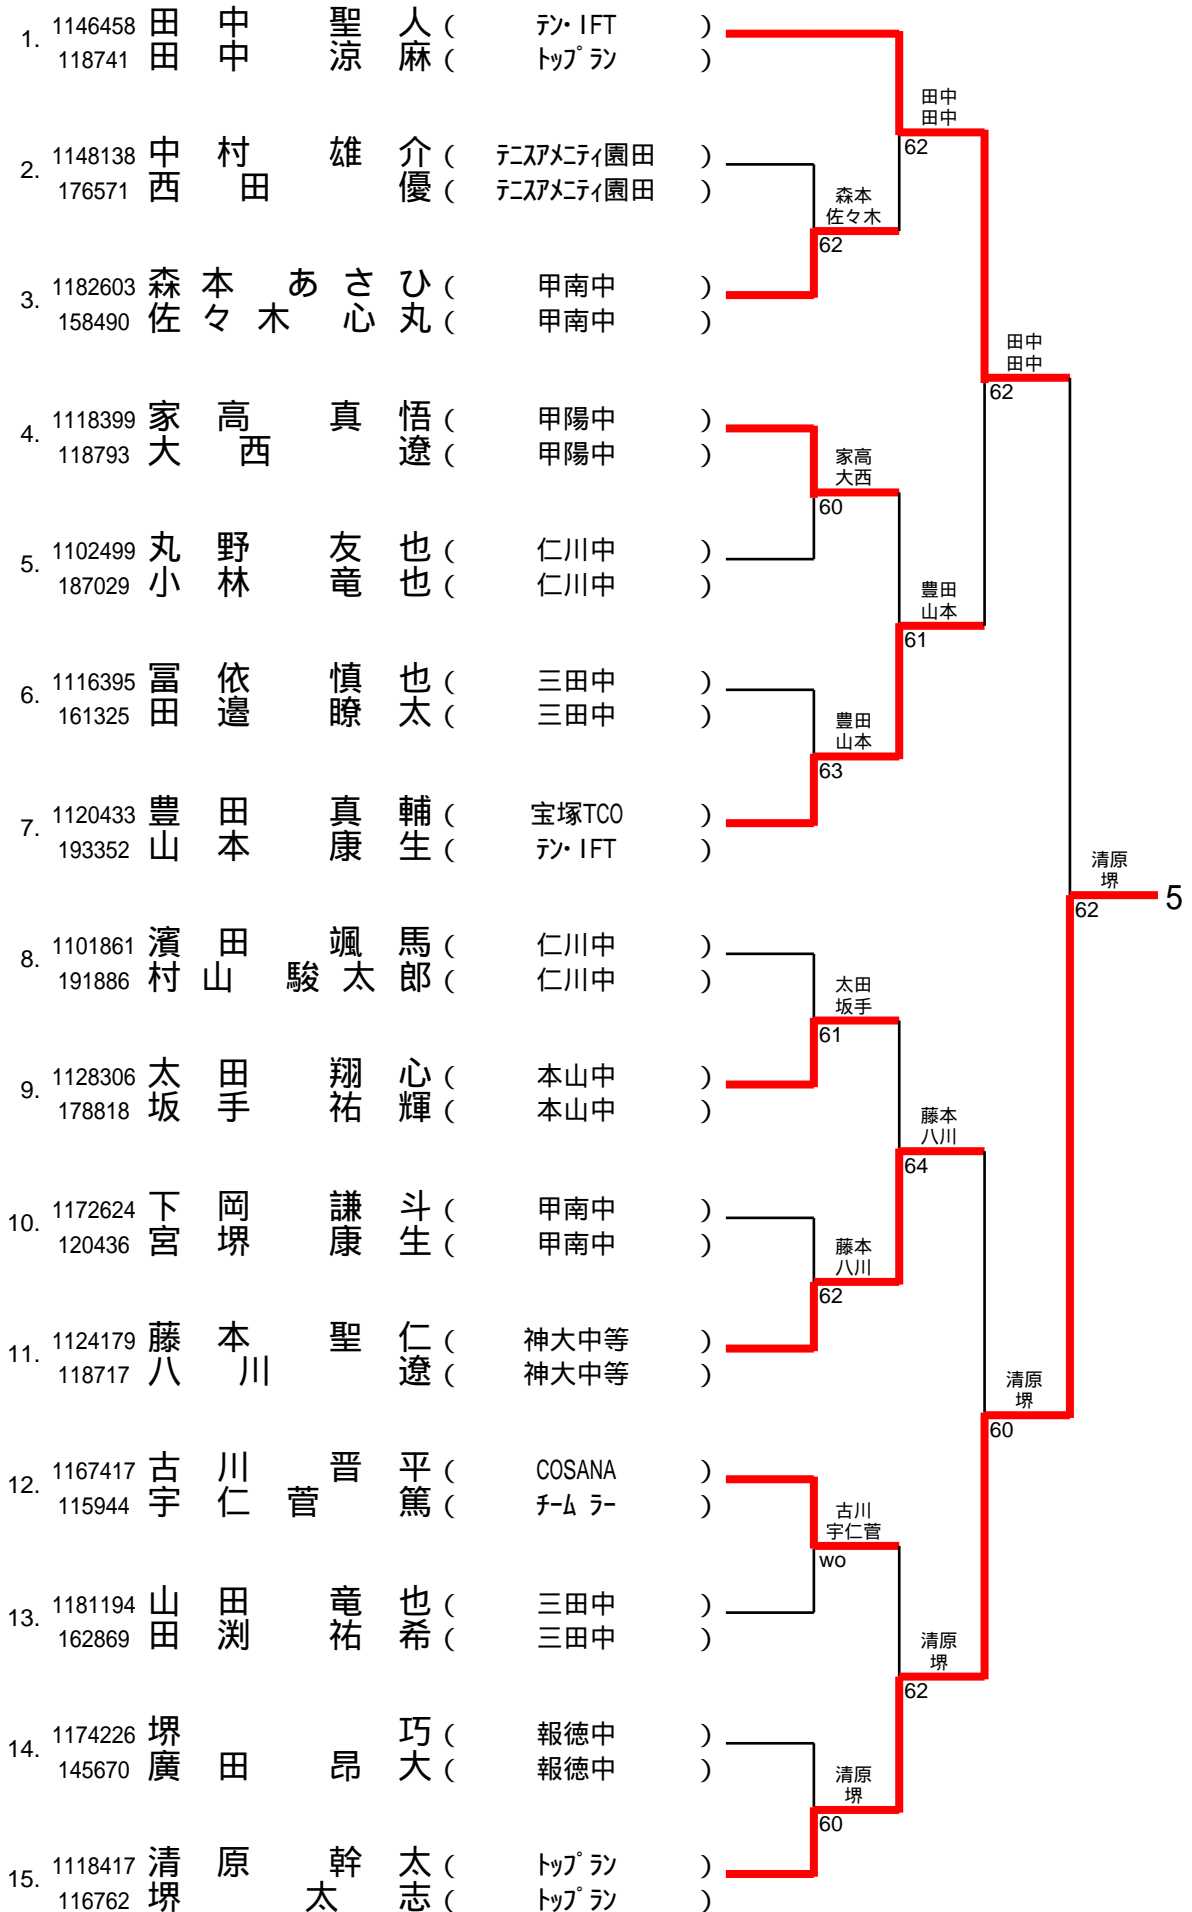 1. 1146458 田中 聖人 ( テン・IFT )
118741 田中 涼麻 ( トップラン )
2. 1148138 中村 雄介 ( テニスアメニティ園田 )
176571 西田 優 ( テニスアメニティ園田 )
3. 1182603 森本 あさひ ( 甲南中 )
158490 佐々木 心丸 ( 甲南中 )
4. 1118399 家高 真悟 ( 甲陽中 )
118793 大西 遼 ( 甲陽中 )
5. 1102499 丸野 友也 ( 仁川中 )
187029 小林 竜也 ( 仁川中 )
6. 1116395 冨依 慎也 ( 三田中 )
161325 田邉 瞭太 ( 三田中 )
7. 1120433 豊田 真輔 ( 宝塚TCO )
193352 山本 康生 ( テン・IFT )
8. 1101861 濱田 颯馬 ( 仁川中 )
191886 村山 駿太郎 ( 仁川中 )
9. 1128306 太田 翔心 ( 本山中 )
178818 坂手 祐輝 ( 本山中 )
10. 1172624 下岡 謙斗 ( 甲南中 )
120436 宮堺 康生 ( 甲南中 )
11. 1124179 藤本 聖仁 ( 神大中等 )
118717 八川 遼 ( 神大中等 )
12. 1167417 古川 晋平 ( COSANA )
115944 宇仁菅 篤 ( チーム ラー )
13. 1181194 山田 竜也 ( 三田中 )
162869 田渕 祐希 ( 三田中 )
14. 1174226 堺 巧 ( 報徳中 )
145670 廣田 昂大 ( 報徳中 )
15. 1118417 清原 幹太 ( トップラン )
116762 堺 太志 ( トップラン )
森本
佐々木
62
家高
大西
60
豊田
山本
63
太田
坂手
61
藤本
八川
62
古川
宇仁菅
wo
清原
堺
60
田中
田中
62
豊田
山本
61
藤本
八川
64
清原
堺
62
田中
田中
62
清原
堺
60
清原
堺
62
5